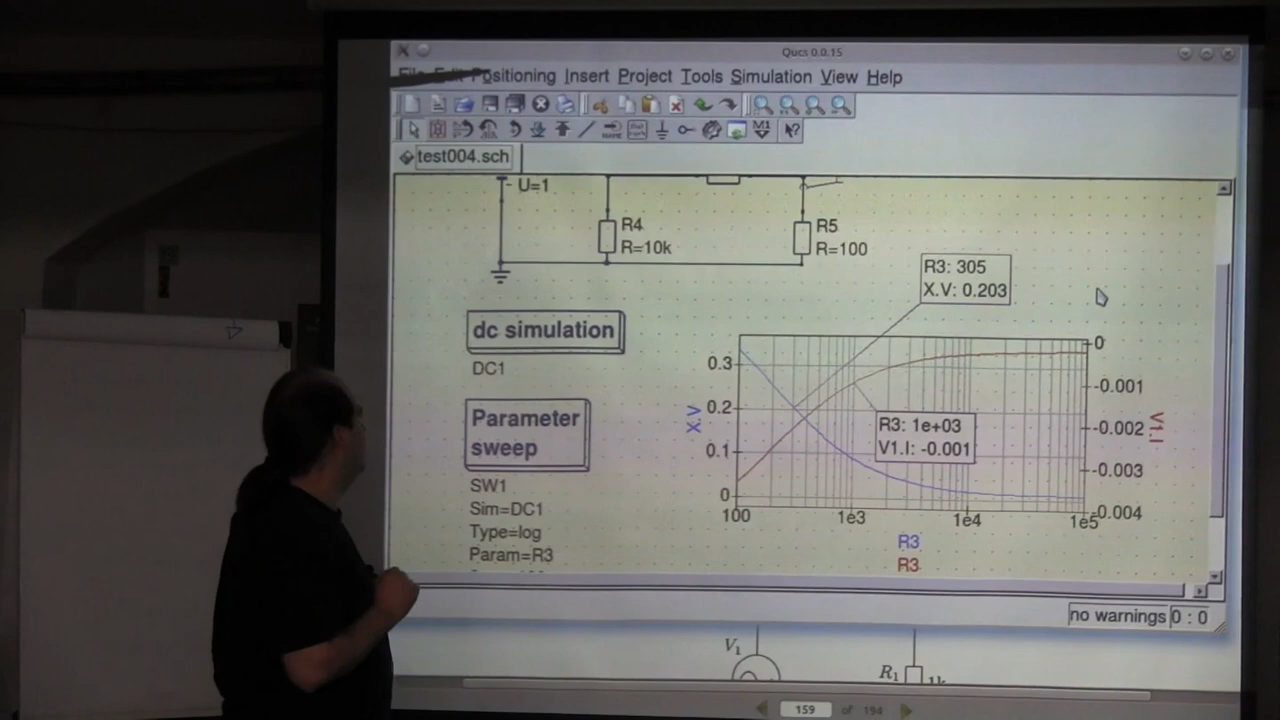 Qucs 0.0.15
File Edit Positioning Insert Project Tools Simulation View Help
M1
test004.sch
U=1
R4
R=10k
R5
R=100
R3: 305
X.V: 0.203
dc simulation
DC1
Parameter
sweep
SW1
Sim=DC1
Type=log
Param=R3
X.V
0.3
0.2
0.1
0
100
1e3
1e4
1e5
0
-0.001
-0.002
-0.003
-0.004
V1.I
R3: 1e+03
V1.I: -0.001
R3
R3
no warnings 0 : 0
V1
R1
1k
159 of 194